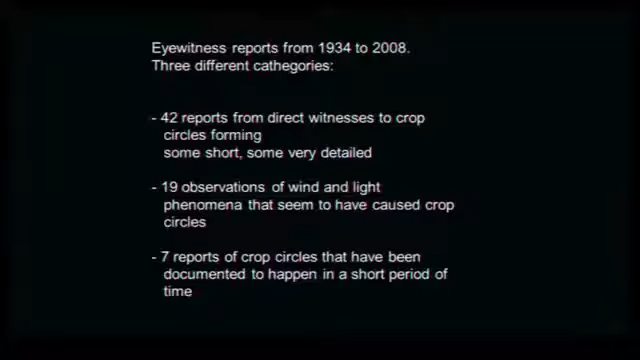 Eyewitness reports from 1934 to 2008.
Three different cathegories:
- 42 reports from direct witnesses to crop
circles forming
some short, some very detailed
- 19 observations of wind and light
phenomena that seem to have caused crop
circles
- 7 reports of crop circles that have been
documented to happen in a short period of
time